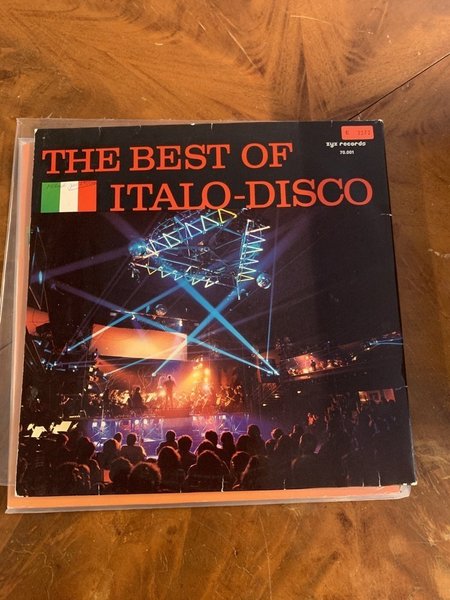 THE BEST OF
ITALO-DISCO
zyx records
70.001